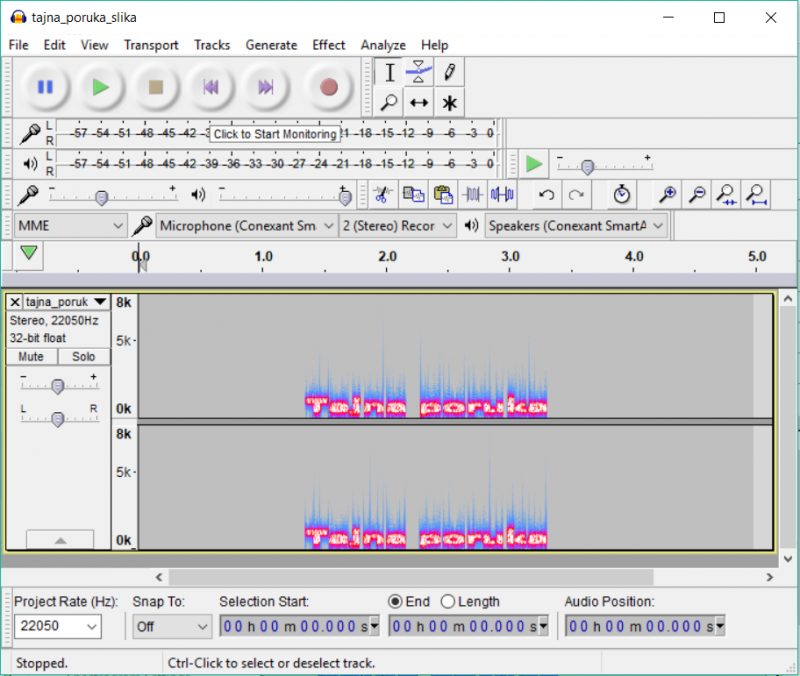 tajna_poruka_slika
File Edit View Transport Tracks Generate Effect Analyze Help
L
R
-57 -54 -51 -48 -45 -42 Click to Start Monitoring -18 -15 -12 -9 -6 -3 0
L
R
-57 -54 -51 -48 -45 -42 -39 -36 -33 -30 -27 -24 -21 -18 -15 -12 -9 -6 -3 0
- +
- + -
MME Microphone (Conexant Sm 2 (Stereo) Recor Speakers (Conexant SmartA
0.0 1.0 2.0 3.0 4.0 5.0
tajna_poruk 8k
Stereo, 22050Hz
32-bit float 5k
Mute Solo
- +
L R
0k
8k
5k
0k
Project Rate (Hz): Snap To: Selection Start: End Length Audio Position:
22050 Off 00 h 00 m 00.000 s 00 h 00 m 00.000 s 00 h 00 m 00.000 s
Stopped. Ctrl-Click to select or deselect track.